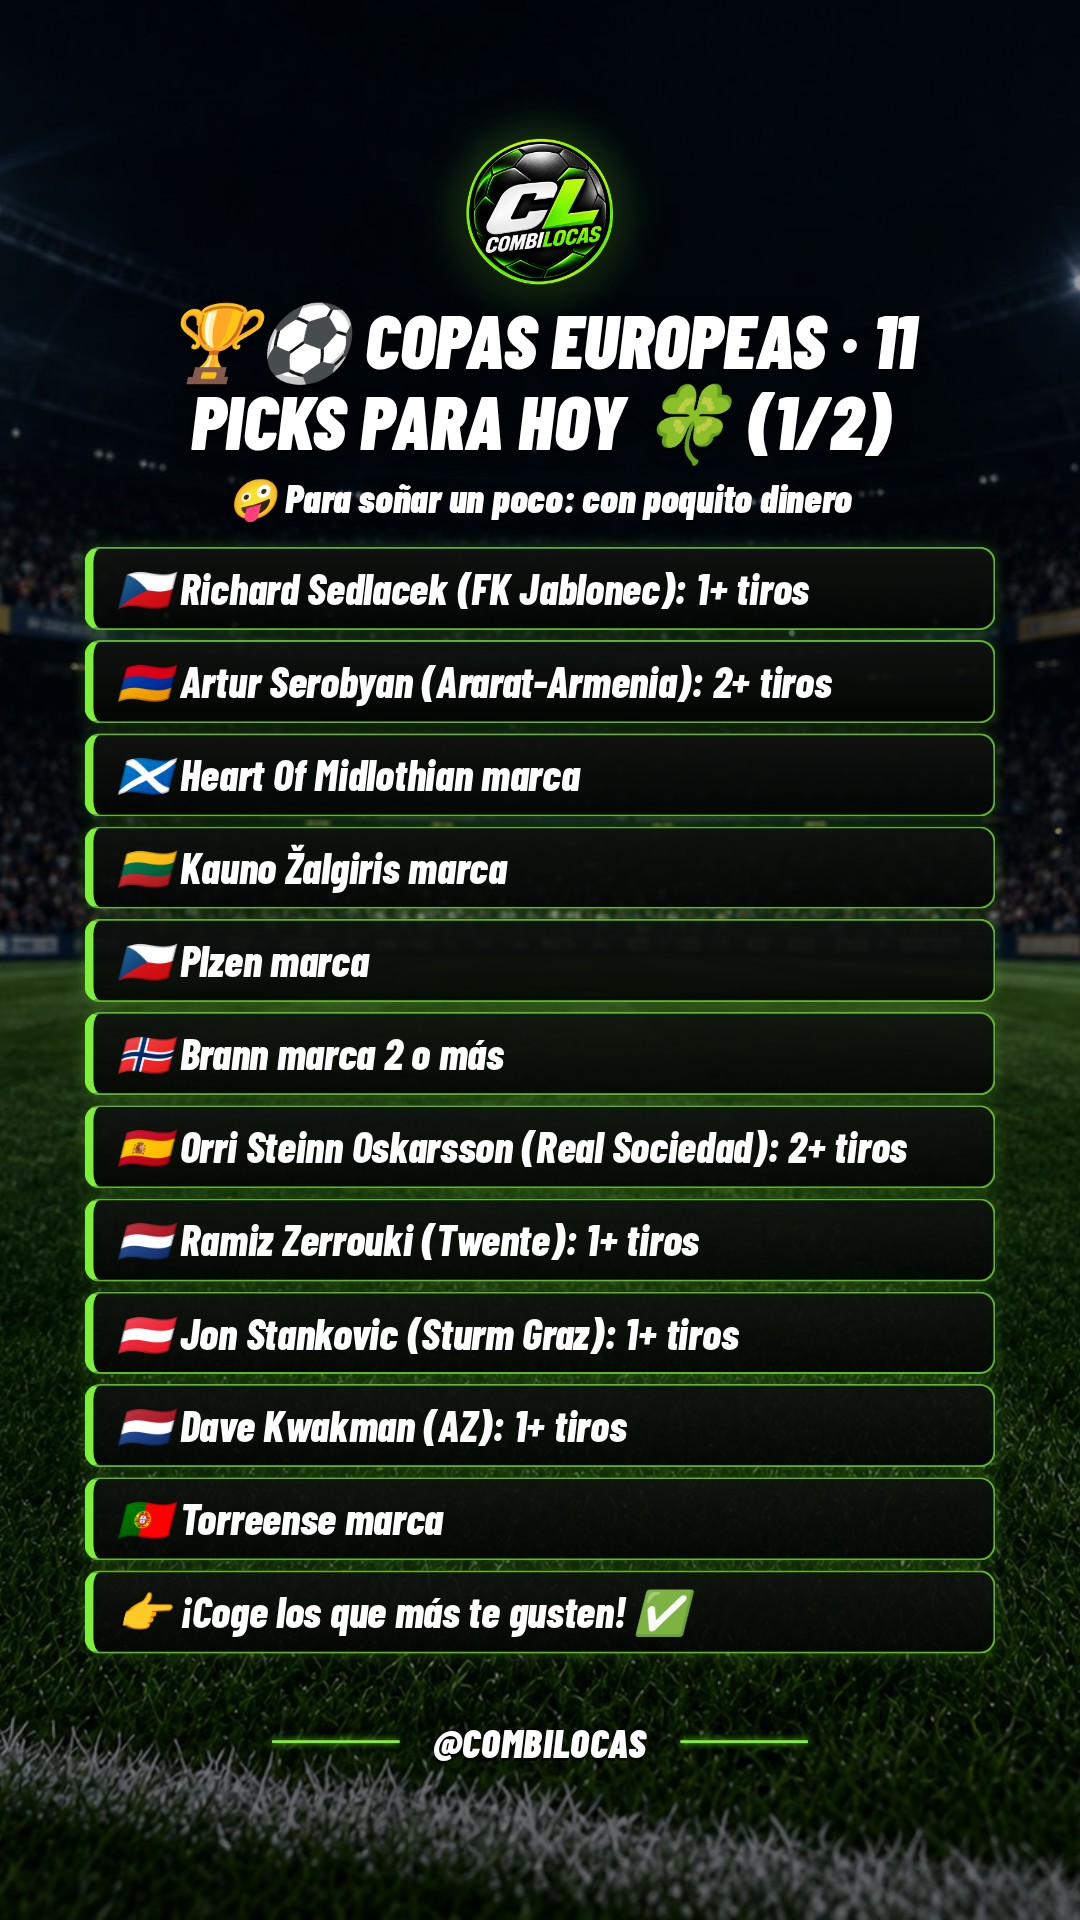 CL
COMBILOCAS
🏆⚽ COPAS EUROPEAS · 11
PICKS PARA HOY 🍀 (1/2)
🤪 Para soñar un poco: con poquito dinero
🇨🇿 Richard Sedlacek (FK Jablonec): 1+ tiros
🇦🇲 Artur Serobyan (Ararat-Armenia): 2+ tiros
🏴󠁧󠁢󠁳󠁣󠁴󠁿 Heart Of Midlothian marca
🇱🇹 Kauno Žalgiris marca
🇨🇿 Plzen marca
🇳🇴 Brann marca 2 o más
🇪🇸 Orri Steinn Oskarsson (Real Sociedad): 2+ tiros
🇳🇱 Ramiz Zerrouki (Twente): 1+ tiros
🇦🇹 Jon Stankovic (Sturm Graz): 1+ tiros
🇳🇱 Dave Kwakman (AZ): 1+ tiros
🇵🇹 Torreense marca
👉 ¡Coge los que más te gusten! ✅
@COMBILOCAS